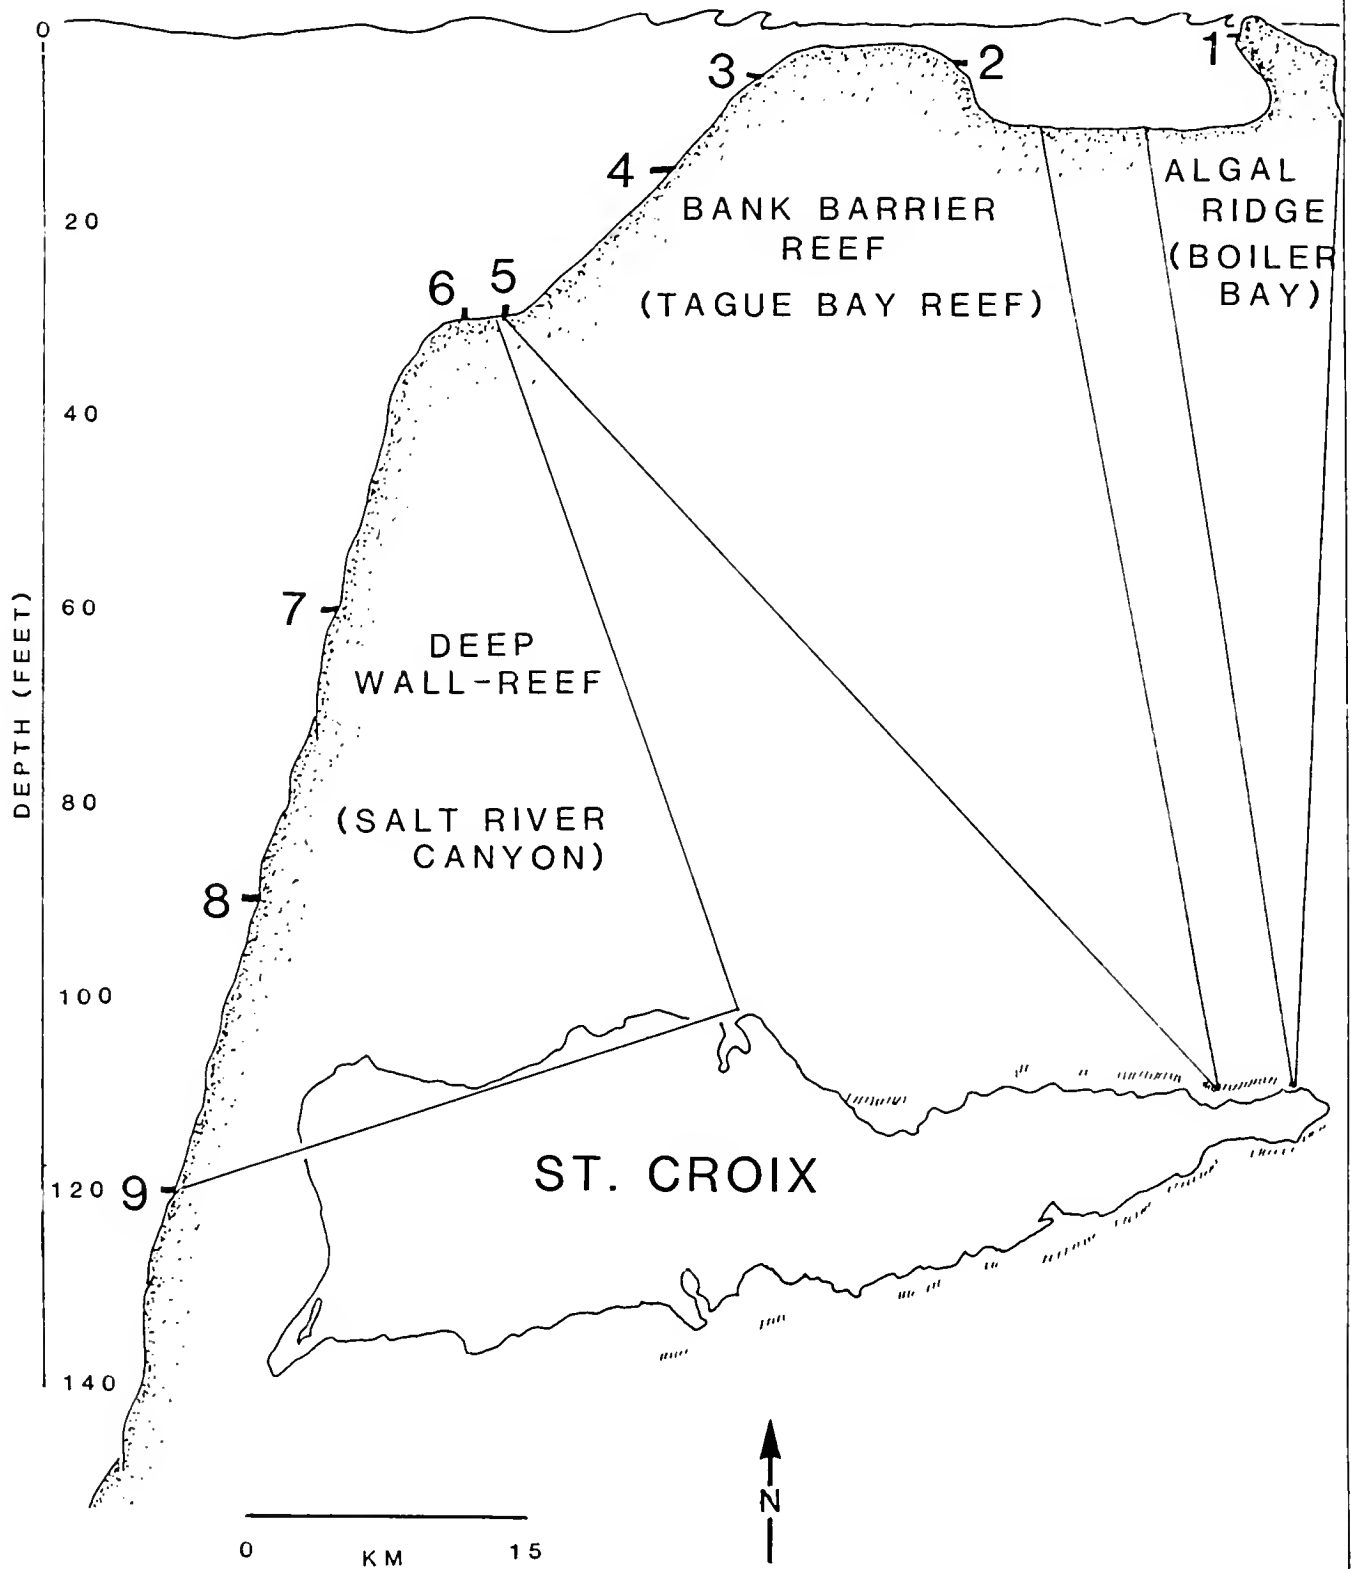 0
1
2
3
4
ALGAL
RIDGE
(BOILER
BAY)
BANK BARRIER
REEF
(TAGUE BAY REEF)
20
6 5
40
DEPTH (FEET)
60
7
DEEP
WALL-REEF
80
(SALT RIVER
CANYON)
8
100
ST. CROIX
120
9
140
N
0 KM 15